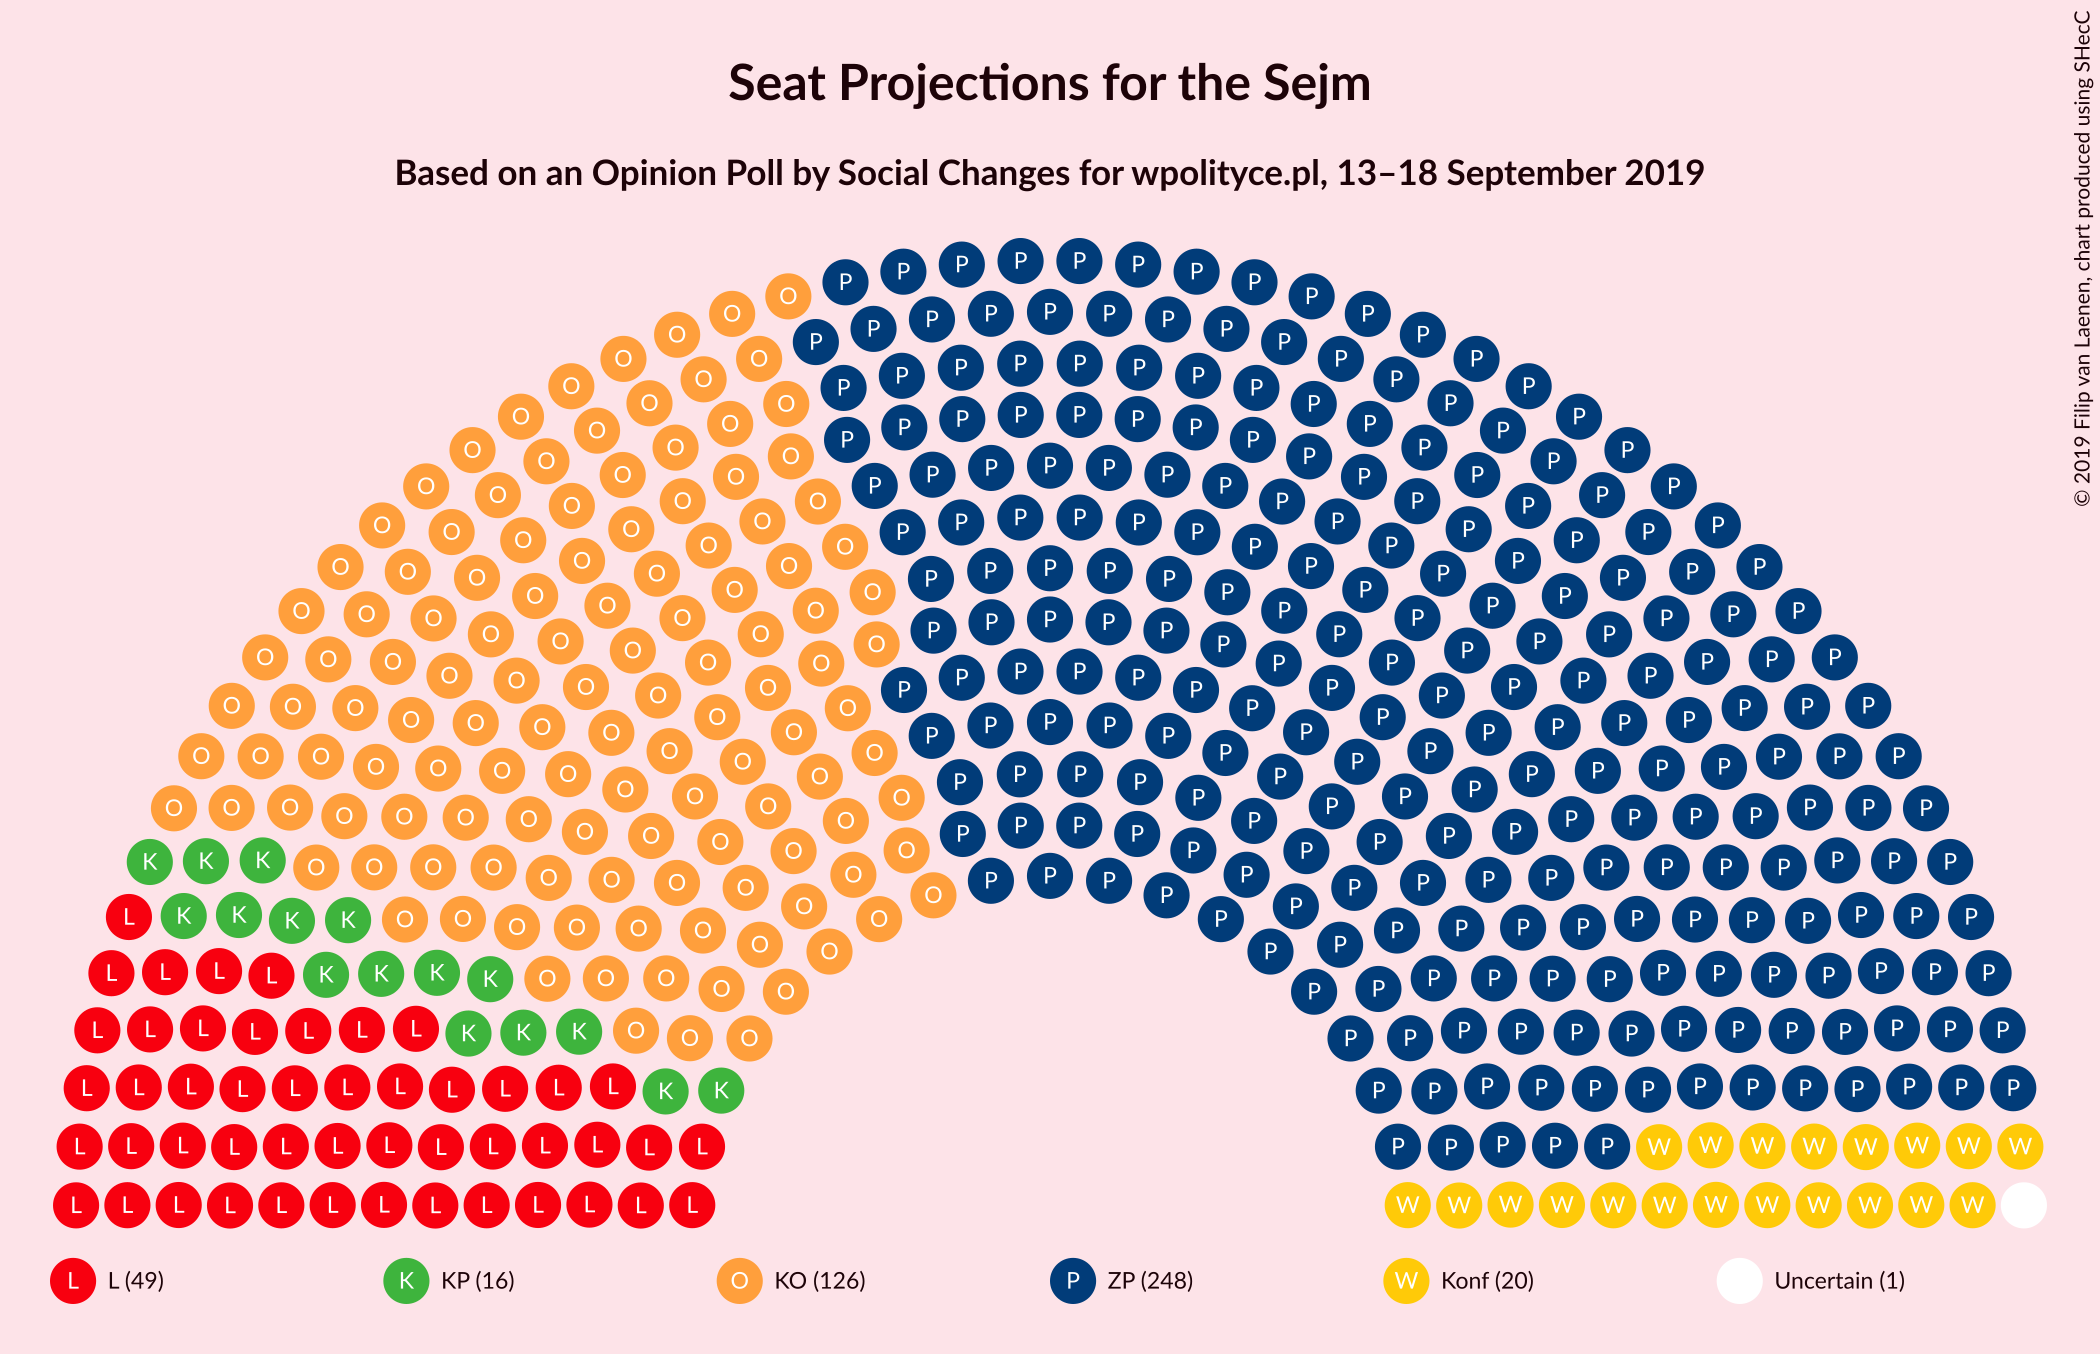 Seat Projections for the Sejm
Based on an Opinion Poll by Social Changes for wpolityce.pl, 13–18 September 2019
© 2019 Filip van Laenen, chart produced using SHecC
L L (49)
K KP (16)
O KO (126)
P ZP (248)
W Konf (20)
Uncertain (1)